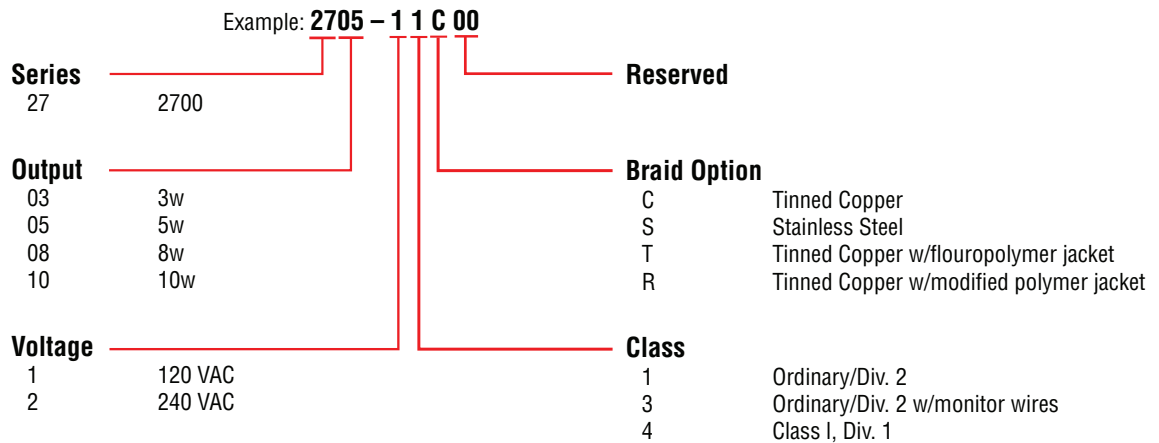 Example: 2705 – 1 1 C 00
Series
27 2700
Output
03 3w
05 5w
08 8w
10 10w
Voltage
1 120 VAC
2 240 VAC
Reserved
Braid Option
C Tinned Copper
S Stainless Steel
T Tinned Copper w/flouropolymer jacket
R Tinned Copper w/modified polymer jacket
Class
1 Ordinary/Div. 2
3 Ordinary/Div. 2 w/monitor wires
4 Class I, Div. 1